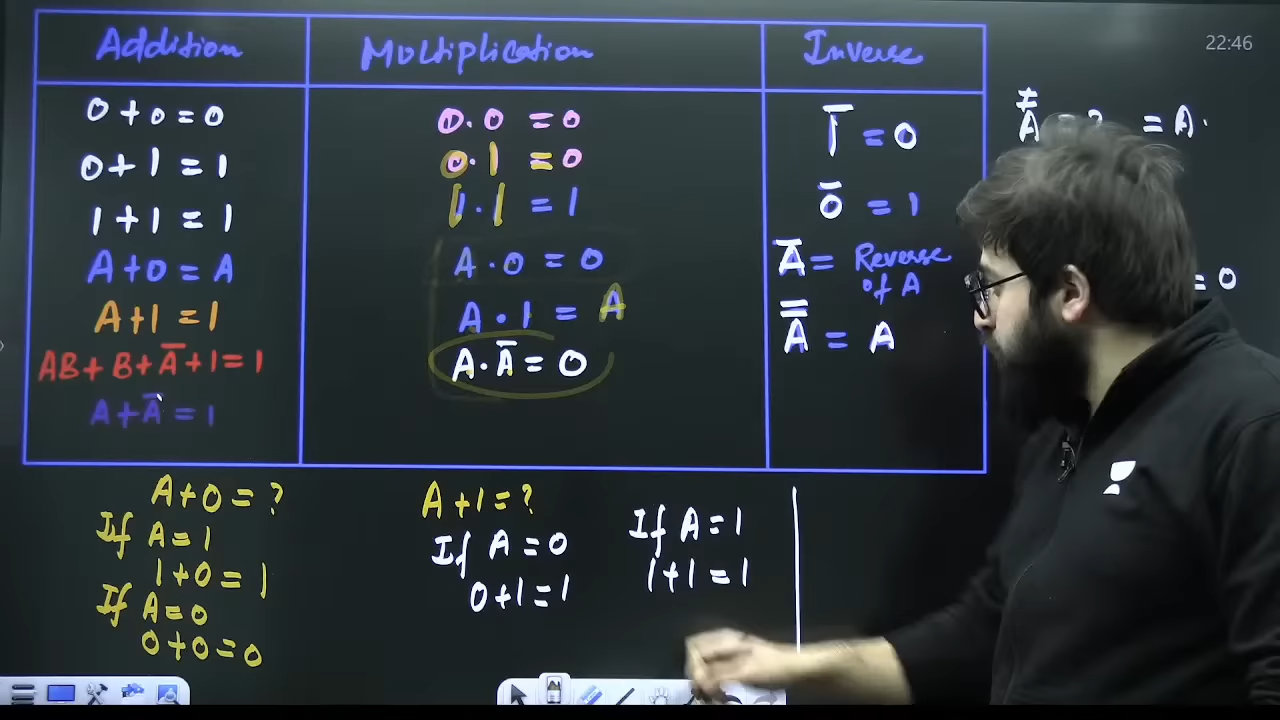 Addition
0+0=0
0+1=1
1+1=1
A+0=A
A+1=1
AB+B+A̅+1=1
A+A̅=1
Multiplication
0.0=0
0.1=0
1.1=1
A.0=0
A.1=A
A.A̅=0
Inverse
1̅=0
0̅=1
A̅=Reverse
of A
A̿=A
22:46
=A.
=0
A+0=?
If A=1
1+0=1
If A=0
0+0=0
A+1=?
If A=0
0+1=1
If A=1
1+1=1